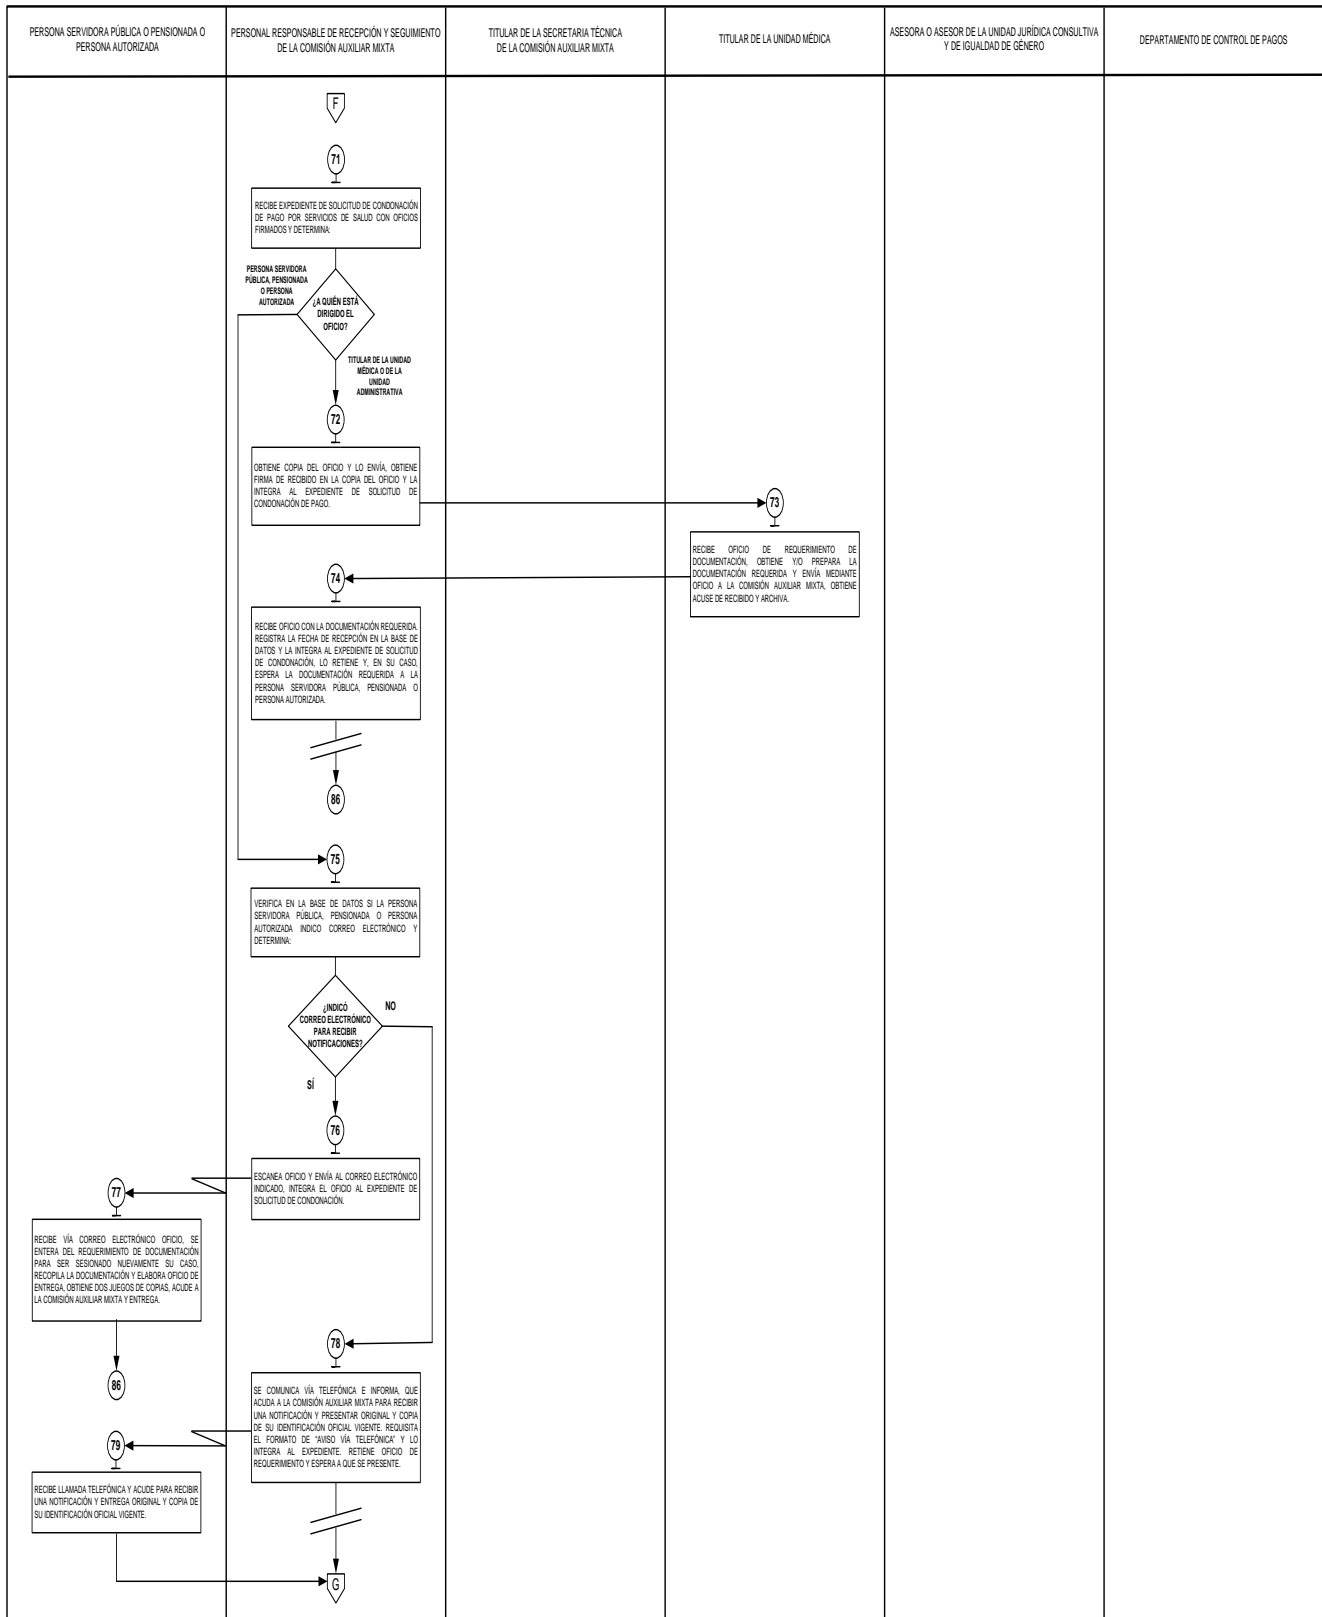 PERSONA SERVIDORA PÚBLICA O PENSIONADA O
PERSONA AUTORIZADA
PERSONAL RESPONSABLE DE RECEPCIÓN Y SEGUIMIENTO
DE LA COMISIÓN AUXILIAR MIXTA
TITULAR DE LA SECRETARIA TÉCNICA
DE LA COMISIÓN AUXILIAR MIXTA
TITULAR DE LA UNIDAD MÉDICA
ASESORA O ASESOR DE LA UNIDAD JURÍDICA CONSULTIVA
Y DE IGUALDAD DE GÉNERO
DEPARTAMENTO DE CONTROL DE PAGOS
F
71
RECIBE EXPEDIENTE DE SOLICITUD DE CONDONACIÓN
DE PAGO POR SERVICIOS DE SALUD CON OFICIOS
FIRMADOS Y DETERMINA:
PERSONA SERVIDORA
PÚBLICA, PENSIONADA
O PERSONA
AUTORIZADA
¿A QUIÉN ESTÁ
DIRIGIDO EL
OFICIO?
TITULAR DE LA UNIDAD
MÉDICA O DE LA
UNIDAD
ADMINISTRATIVA
72
OBTIENE COPIA DEL OFICIO Y LO ENVÍA, OBTIENE
FIRMA DE RECIBIDO EN LA COPIA DEL OFICIO Y LA
INTEGRA AL EXPEDIENTE DE SOLICITUD DE
CONDONACIÓN DE PAGO.
73
RECIBE OFICIO DE REQUERIMIENTO DE
DOCUMENTACIÓN, OBTIENE Y/O PREPARA LA
DOCUMENTACIÓN REQUERIDA Y ENVÍA MEDIANTE
OFICIO A LA COMISIÓN AUXILIAR MIXTA, OBTIENE
ACUSE DE RECIBIDO Y ARCHIVA.
74
RECIBE OFICIO CON LA DOCUMENTACIÓN REQUERIDA.
REGISTRA LA FECHA DE RECEPCIÓN EN LA BASE DE
DATOS Y LA INTEGRA AL EXPEDIENTE DE SOLICITUD
DE CONDONACIÓN, LO RETIENE Y, EN SU CASO,
ESPERA LA DOCUMENTACIÓN REQUERIDA A LA
PERSONA SERVIDORA PÚBLICA, PENSIONADA O
PERSONA AUTORIZADA.
86
75
VERIFICA EN LA BASE DE DATOS SI LA PERSONA
SERVIDORA PÚBLICA, PENSIONADA O PERSONA
AUTORIZADA INDICO CORREO ELECTRÓNICO Y
DETERMINA:
¿INDICÓ
CORREO ELECTRÓNICO
PARA RECIBIR
NOTIFICACIONES?
NO
SÍ
76
ESCANEA OFICIO Y ENVÍA AL CORREO ELECTRÓNICO
INDICADO, INTEGRA EL OFICIO AL EXPEDIENTE DE
SOLICITUD DE CONDONACIÓN.
77
RECIBE VÍA CORREO ELECTRÓNICO OFICIO, SE
ENTERA DEL REQUERIMIENTO DE DOCUMENTACIÓN
PARA SER SESIONADO NUEVAMENTE SU CASO,
RECOPILA LA DOCUMENTACIÓN Y ELABORA OFICIO DE
ENTREGA, OBTIENE DOS JUEGOS DE COPIAS, ACUDE A
LA COMISIÓN AUXILIAR MIXTA Y ENTREGA.
86
78
SE COMUNICA VÍA TELEFÓNICA E INFORMA, QUE
ACUDA A LA COMISIÓN AUXILIAR MIXTA PARA RECIBIR
UNA NOTIFICACIÓN Y PRESENTAR ORIGINAL Y COPIA
DE SU IDENTIFICACIÓN OFICIAL VIGENTE. REQUISITA
EL FORMATO DE “AVISO VÍA TELEFÓNICA” Y LO
INTEGRA AL EXPEDIENTE. RETIENE OFICIO DE
REQUERIMIENTO Y ESPERA A QUE SE PRESENTE.
79
RECIBE LLAMADA TELEFÓNICA Y ACUDE PARA RECIBIR
UNA NOTIFICACIÓN Y ENTREGA ORIGINAL Y COPIA DE
SU IDENTIFICACIÓN OFICIAL VIGENTE.
G